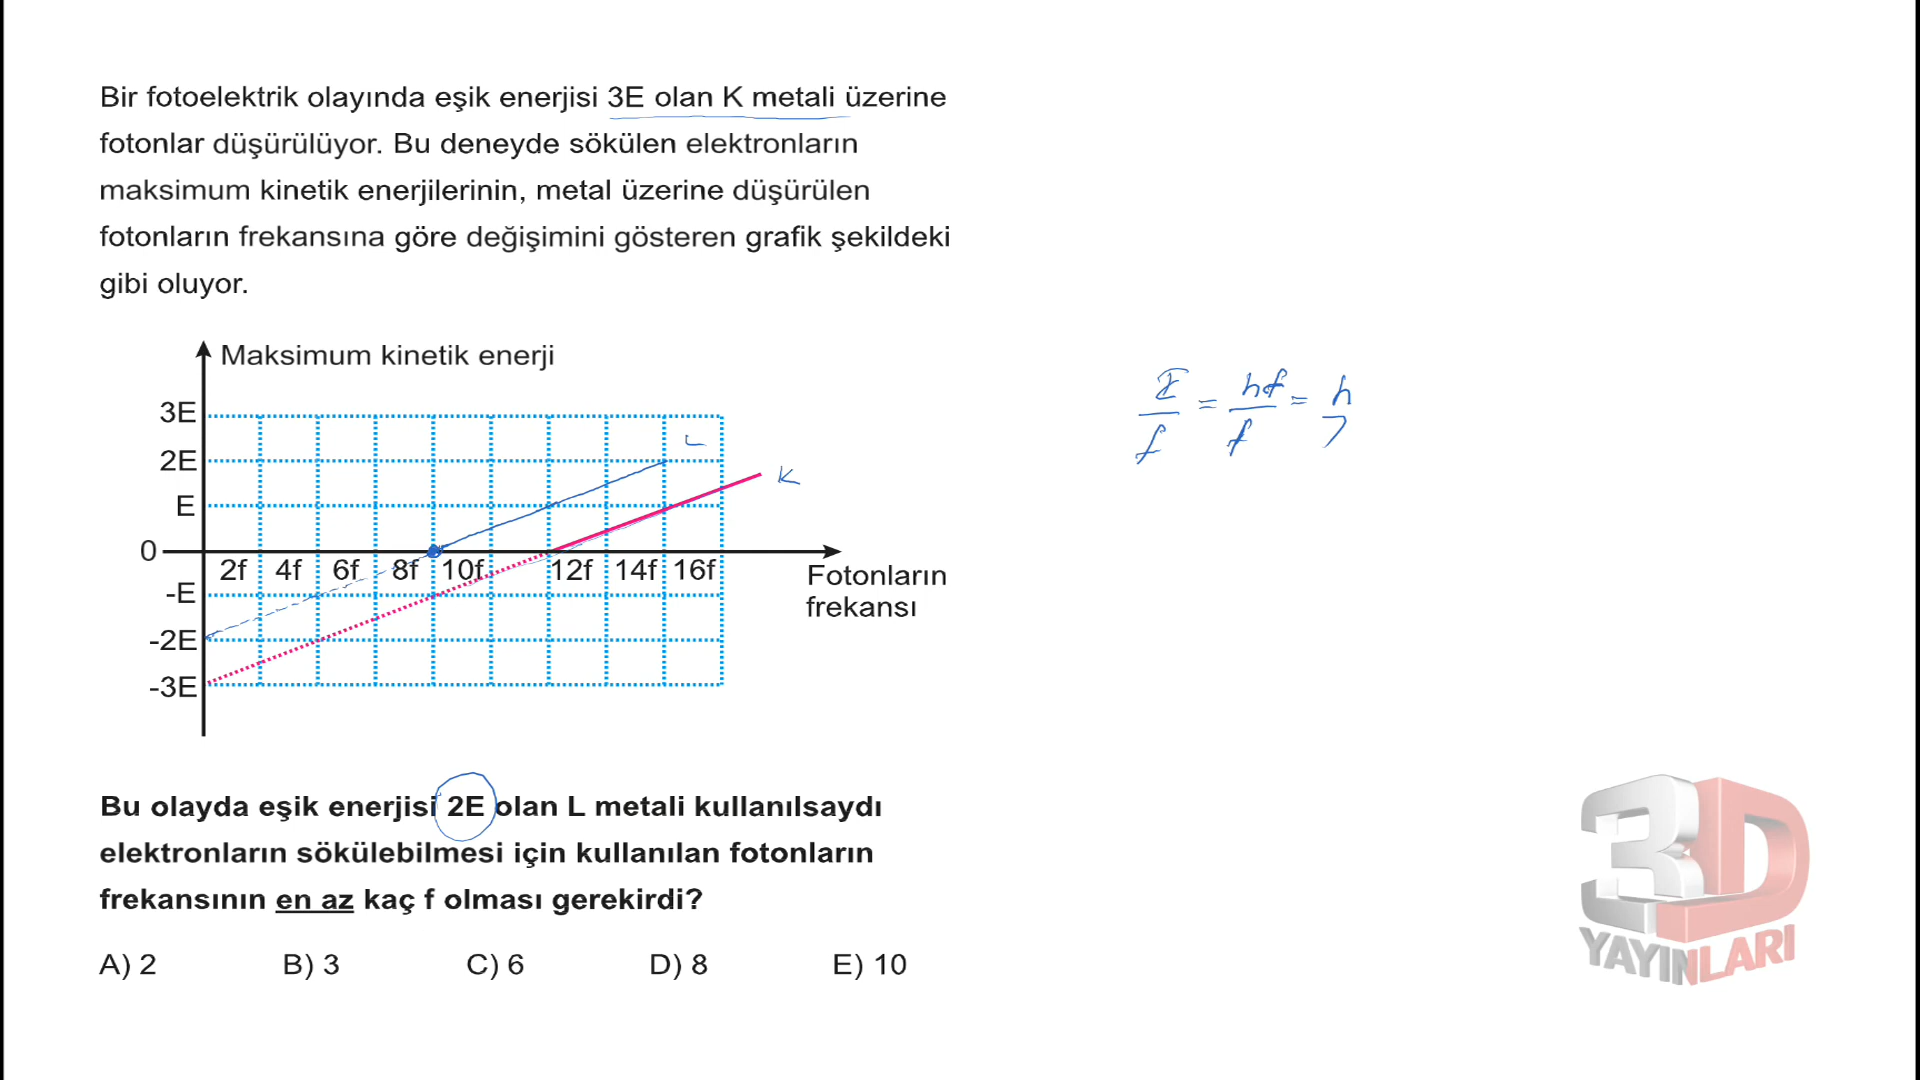 Bir fotoelektrik olayında eşik enerjisi 3E olan K metali üzerine
fotonlar düşürülüyor. Bu deneyde sökülen elektronların
maksimum kinetik enerjilerinin, metal üzerine düşürülen
fotonların frekansına göre değişimini gösteren grafik şekildeki
gibi oluyor.
Maksimum kinetik enerji
3E
2E
E
0
-E
-2E
-3E
2f 4f 6f 8f 10f 12f 14f 16f
Fotonların
frekansı
L
K
E/f = hf/f = h
Bu olayda eşik enerjisi 2E olan L metali kullanılsaydı
elektronların sökülebilmesi için kullanılan fotonların
frekansının en az kaç f olması gerekirdi?
A) 2 B) 3 C) 6 D) 8 E) 10
3D
YAYINLARI